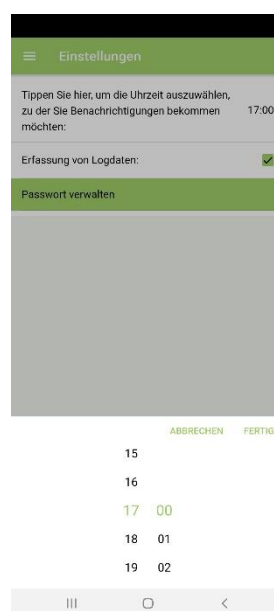 Einstellungen
Tippen Sie hier, um die Uhrzeit auszuwählen,
zu der Sie Benachrichtigungen bekommen 17:00
möchten:
Erfassung von Logdaten:
Passwort verwalten
ABBRECHEN FERTIG
15
16
17 00
18 01
19 02